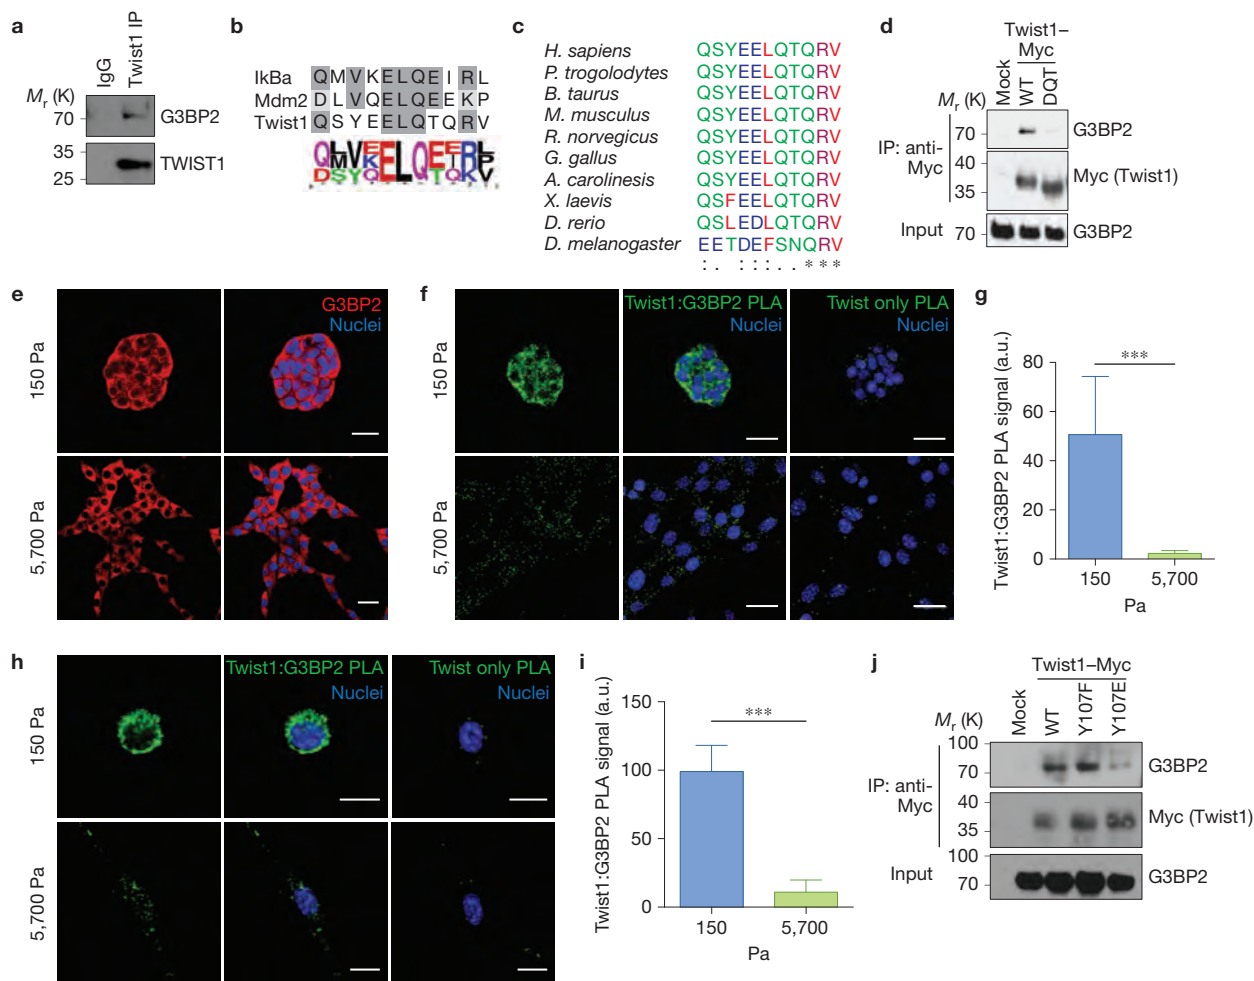 a
IgG
Twist1 IP
Mr (K)
70
G3BP2
35
25
TWIST1
b
IkBa QMVKELQEIRL
Mdm2 DLVQELQEEKP
Twist1 QSYEELQTQRV
c
H. sapiens QSYEELQTQRV
P. trogolodytes QSYEELQTQRV
B. taurus QSYEELQTQRV
M. musculus QSYEELQTQRV
R. norvegicus QSYEELQTQRV
G. gallus QSYEELQTQRV
A. carolinesis QSYEELQTQRV
X. laevis QSFEELQTQRV
D. rerio QSLEDLQTQRV
D. melanogaster EETDEFSNQRV
: .  : : : . . * * *
d
Twist1–
Myc
Mock
WT
DQT
Mr (K)
IP: anti-
Myc
70
G3BP2
40
35
Myc (Twist1)
Input
70
G3BP2
e
G3BP2
Nuclei
150 Pa
5,700 Pa
f
Twist1:G3BP2 PLA
Nuclei
Twist only PLA
Nuclei
150 Pa
5,700 Pa
g
Twist1:G3BP2 PLA signal (a.u.)
80
60
40
20
0
***
150
5,700
Pa
h
Twist1:G3BP2 PLA
Nuclei
Twist only PLA
Nuclei
150 Pa
5,700 Pa
i
Twist1:G3BP2 PLA signal (a.u.)
150
100
50
0
***
150
5,700
Pa
j
Twist1–Myc
Mock
WT
Y107F
Y107E
Mr (K)
IP: anti-
Myc
100
70
G3BP2
40
35
Myc (Twist1)
Input
100
70
G3BP2